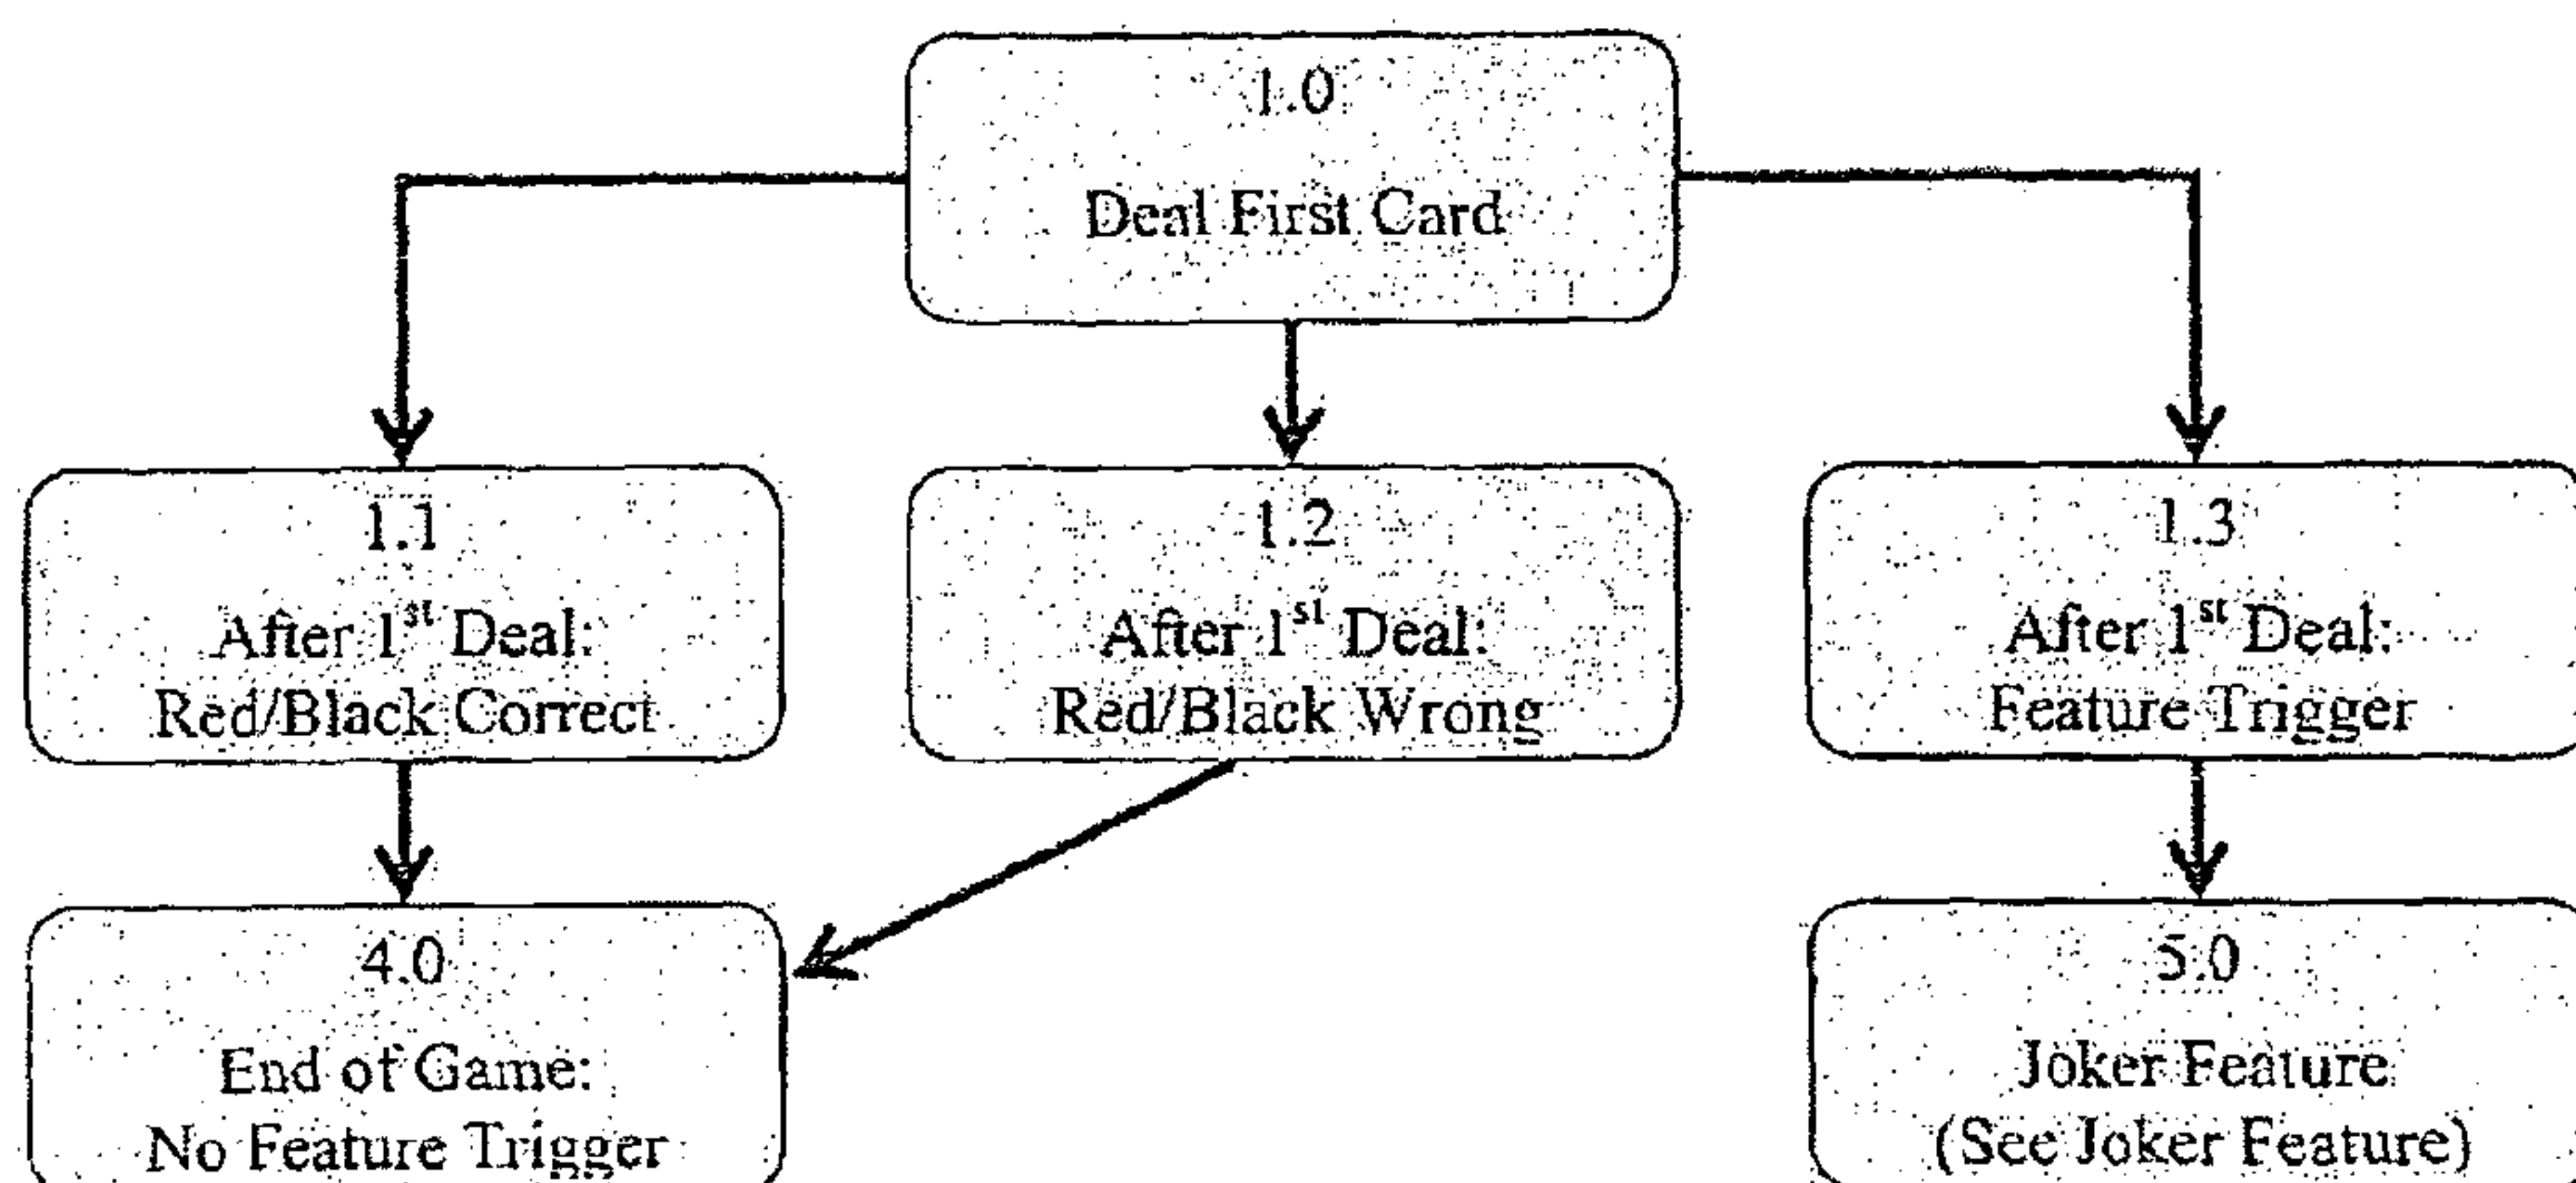 1.0
Deal First Card
1.1
After 1st Deal:
Red/Black Correct
1.2
After 1st Deal:
Red/Black Wrong
1.3
After 1st Deal:
Feature Trigger
4.0
End of Game:
No Feature Trigger
5.0
Joker Feature
(See Joker Feature)